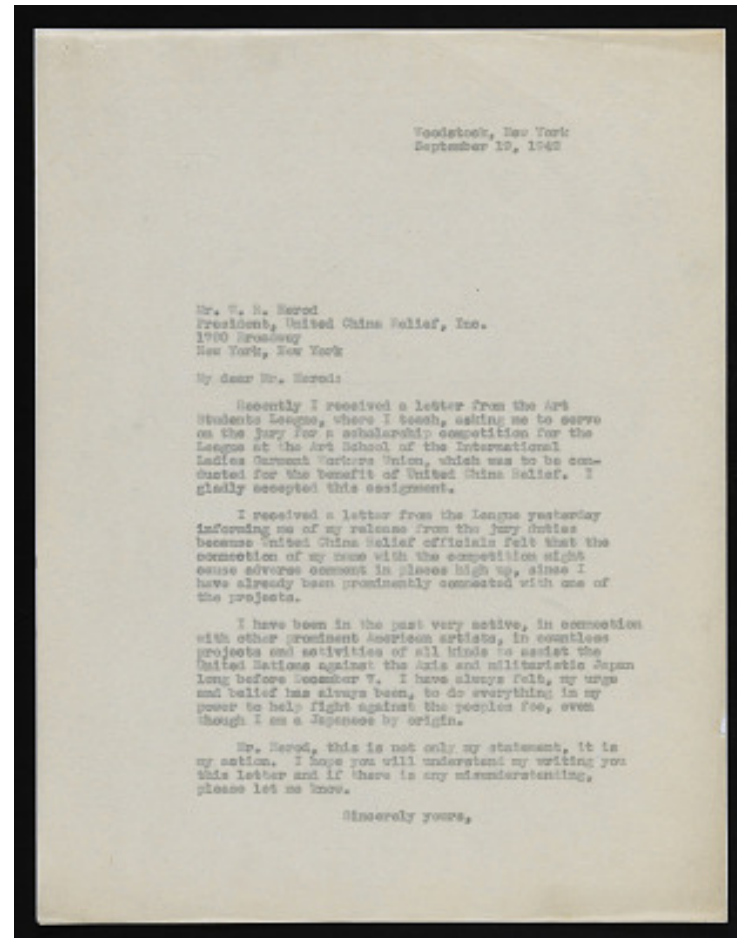 Woodstock, New York
September 19, 1942
Mr. W. R. Herod
President, United China Relief, Inc.
1790 Broadway
New York, New York
My dear Mr. Herod:
Recently I received a letter from the Art
Students League, where I teach, asking me to serve
on the jury for a scholarship competition for the
League at the Art School of the International
Ladies Garment Workers Union, which was to be con-
ducted for the benefit of United China Relief. I
gladly accepted this assignment.
I received a letter from the League yesterday
informing me of my release from the jury duties
because United China Relief officials felt that the
connection of my name with the competition might
cause adverse comment in places high up, since I
have already been prominently connected with one of
the projects.
I have been in the past very active, in connection
with other prominent American artists, in countless
projects and activities of all kinds to assist the
United Nations against the Axis and militaristic Japan
long before December 7. I have always felt, my urge
and belief has always been, to do everything in my
power to help fight against the peoples foe, even
though I am a Japanese by origin.
Mr. Herod, this is not only my statement, it is
my action. I hope you will understand my writing you
this letter and if there is any misunderstanding,
please let me know.
Sincerely yours,